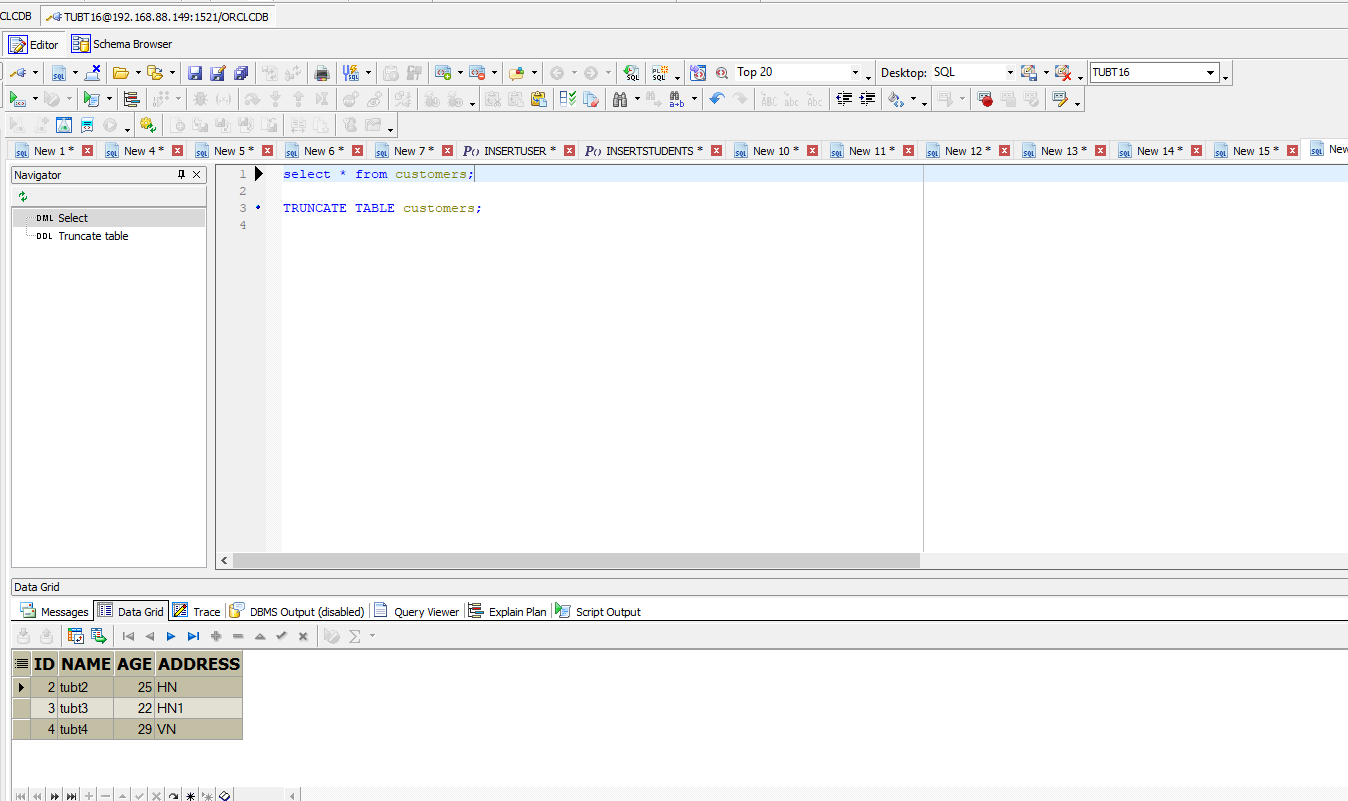 CLCDB TUBT16@192.168.88.149:1521/ORCLCDB
Editor Schema Browser
SQL SQL SQL Top 20 Desktop: SQL TUBT16
New 1 * New 4 * New 5 * New 6 * New 7 * P() INSERTUSER * P() INSERTSTUDENTS * New 10 * New 11 * New 12 * New 13 * New 14 * New 15 * New
Navigator
DML Select
DDL Truncate table
1 select * from customers;
2
3 TRUNCATE TABLE customers;
4
Data Grid
Messages Data Grid Trace DBMS Output (disabled) Query Viewer Explain Plan Script Output
ID NAME AGE ADDRESS
2 tubt2 25 HN
3 tubt3 22 HN1
4 tubt4 29 VN